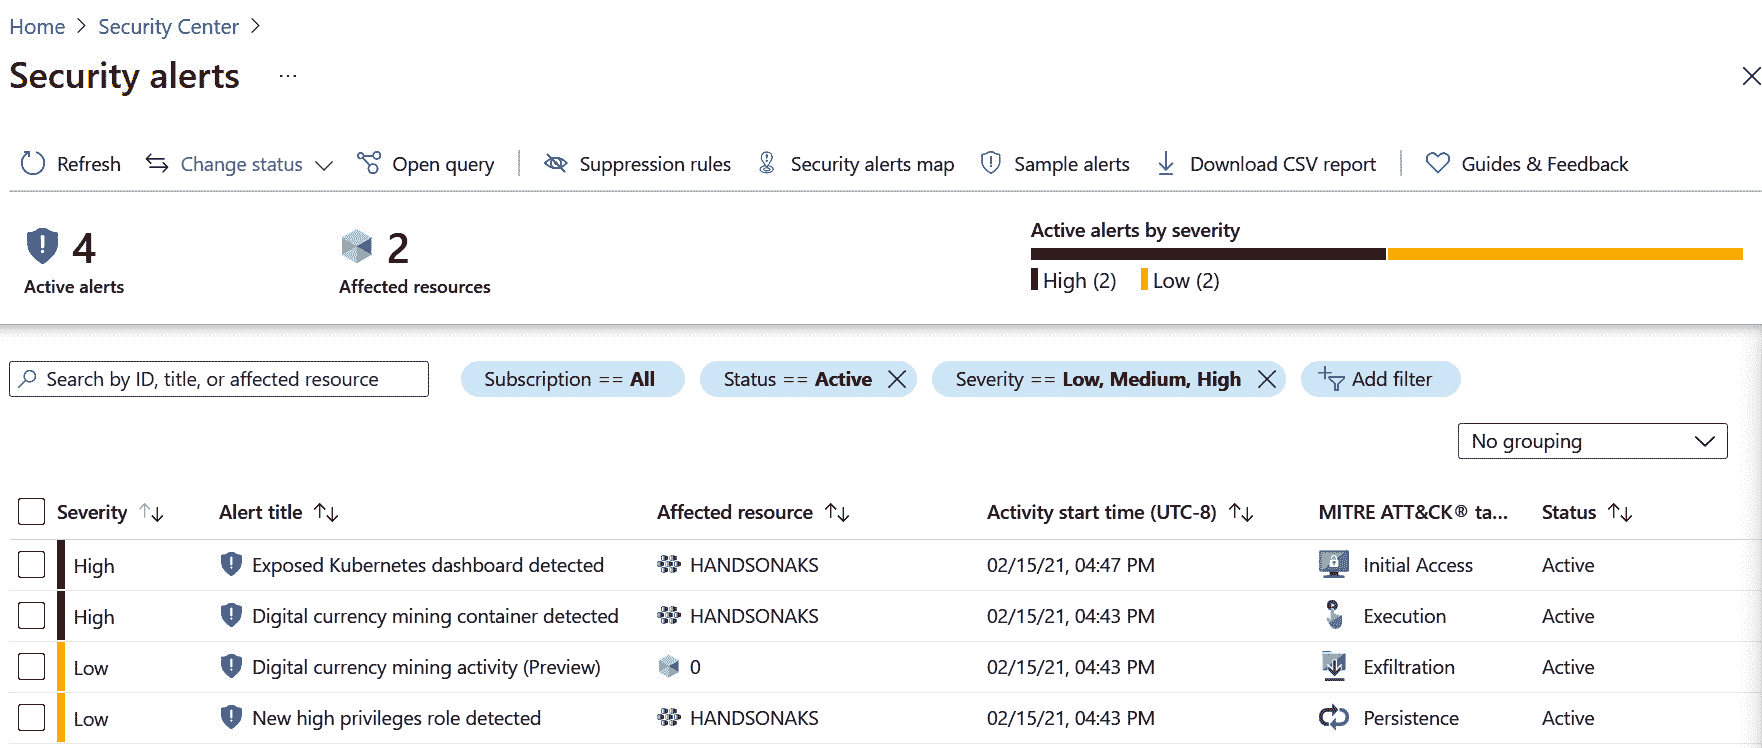 Home > Security Center >
Security alerts ...
Refresh Change status Open query Suppression rules Security alerts map Sample alerts Download CSV report Guides & Feedback
4 2 Active alerts by severity
Active alerts Affected resources High (2) Low (2)
Search by ID, title, or affected resource Subscription == All Status == Active Severity == Low, Medium, High Add filter
No grouping
Severity Alert title Affected resource Activity start time (UTC-8) MITRE ATT&CK® ta... Status
High Exposed Kubernetes dashboard detected HANDSONAKS 02/15/21, 04:47 PM Initial Access Active
High Digital currency mining container detected HANDSONAKS 02/15/21, 04:43 PM Execution Active
Low Digital currency mining activity (Preview) 0 02/15/21, 04:43 PM Exfiltration Active
Low New high privileges role detected HANDSONAKS 02/15/21, 04:43 PM Persistence Active